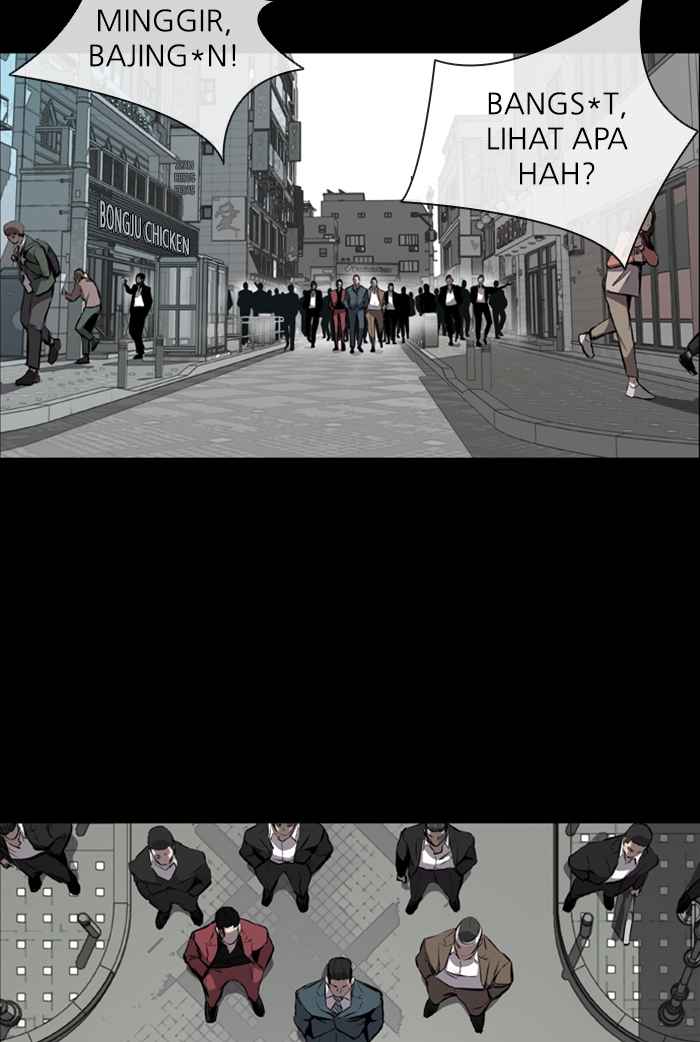 MINGGIR,
BAJING*N!
BANGS*T,
LIHAT APA
HAH?
BONGJU CHICKEN